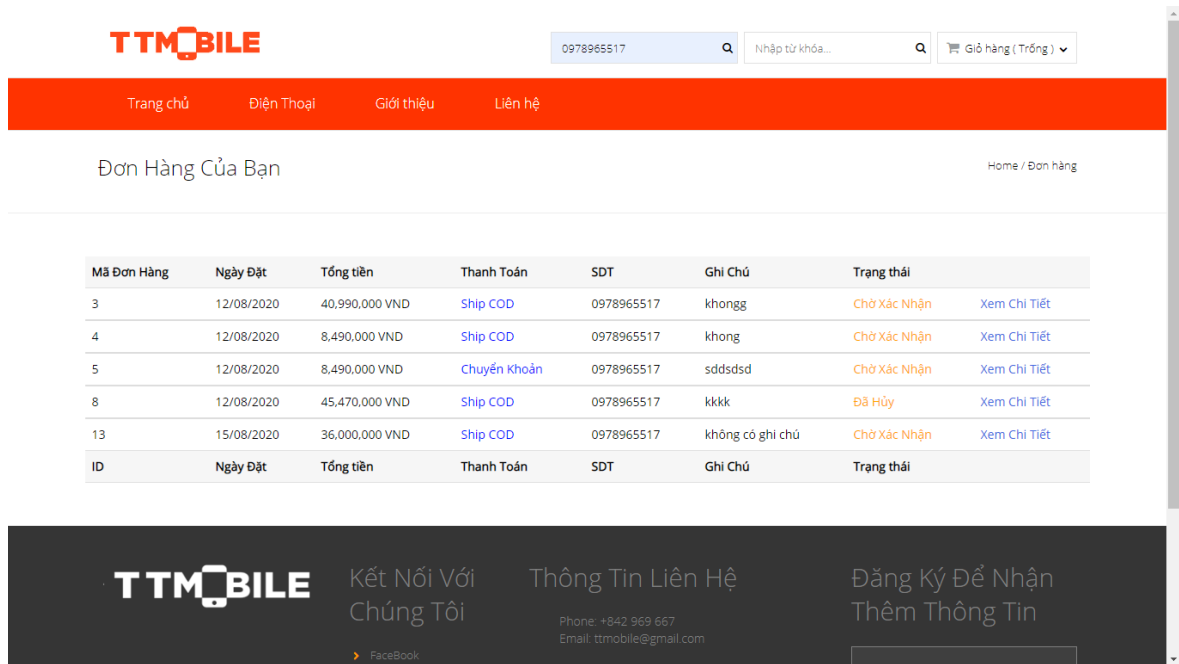 TTMOBILE
0978965517 Nhập từ khóa... Giỏ hàng ( Trống )
Trang chủ Điện Thoại Giới thiệu Liên hệ
Đơn Hàng Của Bạn Home / Đơn hàng
Mã Đơn Hàng Ngày Đặt Tổng tiền Thanh Toán SDT Ghi Chú Trạng thái
3 12/08/2020 40,990,000 VND Ship COD 0978965517 khongg Chờ Xác Nhận Xem Chi Tiết
4 12/08/2020 8,490,000 VND Ship COD 0978965517 khong Chờ Xác Nhận Xem Chi Tiết
5 12/08/2020 8,490,000 VND Chuyển Khoản 0978965517 sddsdsd Chờ Xác Nhận Xem Chi Tiết
8 12/08/2020 45,470,000 VND Ship COD 0978965517 kkkk Đã Hủy Xem Chi Tiết
13 15/08/2020 36,000,000 VND Ship COD 0978965517 không có ghi chú Chờ Xác Nhận Xem Chi Tiết
ID Ngày Đặt Tổng tiền Thanh Toán SDT Ghi Chú Trạng thái
TTMOBILE
Kết Nối Với
Chúng Tôi
FaceBook
Thông Tin Liên Hệ
Phone: +842 969 667
Email: ttmobile@gmail.com
Đăng Ký Để Nhận
Thêm Thông Tin